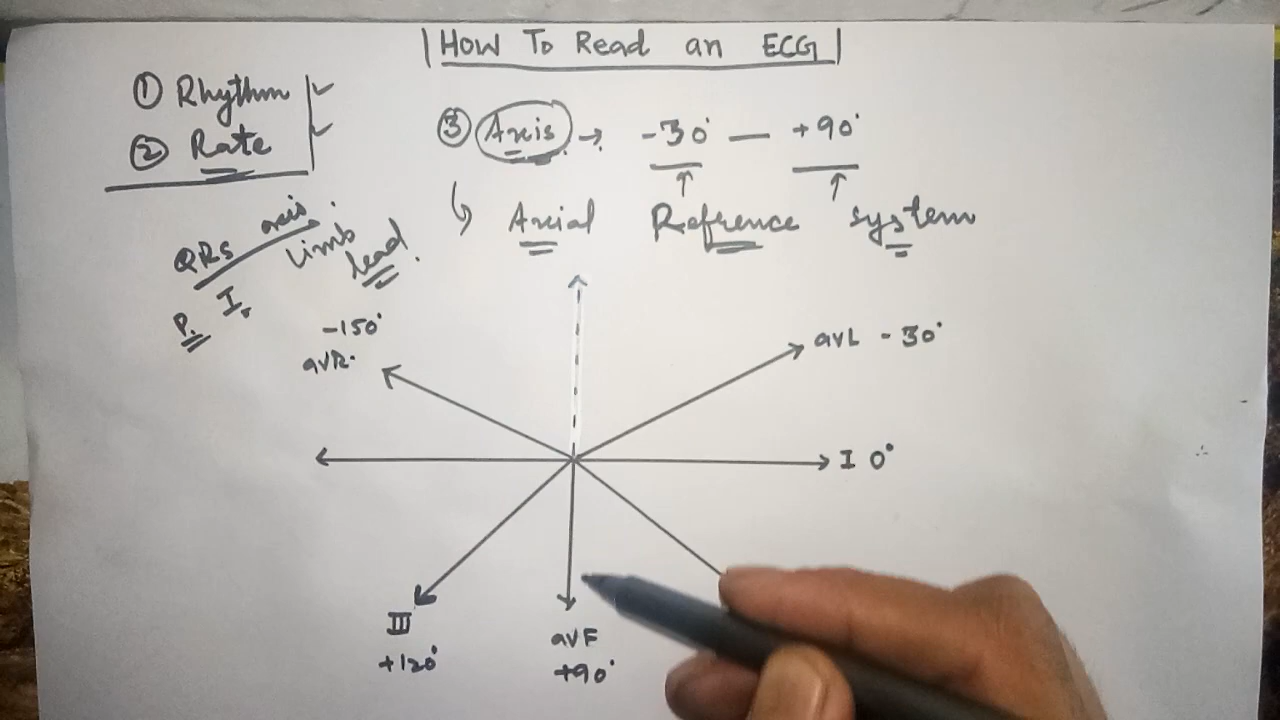 How To Read an ECG
① Rhythm
② Rate
③ Axis → -30° — +90°
Axial Refrence system
QRS axis
limb
lead
I
P.
-150°
avR
avL -30°
I 0°
III
+120°
avF
+90°